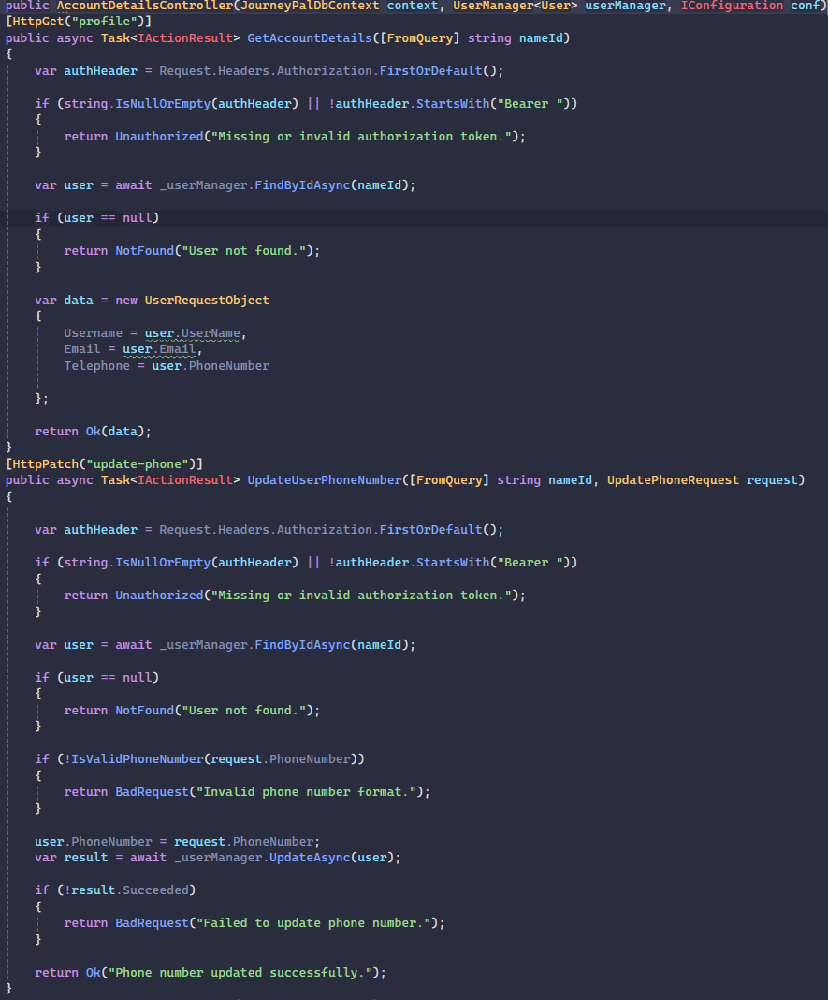 public AccountDetailsController(JourneyPalDbContext context, UserManager<User> userManager, IConfiguration conf)
[HttpGet("profile")]
public async Task<IActionResult> GetAccountDetails([FromQuery] string nameId)
{
var authHeader = Request.Headers.Authorization.FirstOrDefault();
if (string.IsNullOrEmpty(authHeader) || !authHeader.StartsWith("Bearer "))
{
return Unauthorized("Missing or invalid authorization token.");
}
var user = await _userManager.FindByIdAsync(nameId);
if (user == null)
{
return NotFound("User not found.");
}
var data = new UserRequestObject
{
Username = user.UserName,
Email = user.Email,
Telephone = user.PhoneNumber
};
return Ok(data);
}
[HttpPatch("update-phone")]
public async Task<IActionResult> UpdateUserPhoneNumber([FromQuery] string nameId, UpdatePhoneRequest request)
{
var authHeader = Request.Headers.Authorization.FirstOrDefault();
if (string.IsNullOrEmpty(authHeader) || !authHeader.StartsWith("Bearer "))
{
return Unauthorized("Missing or invalid authorization token.");
}
var user = await _userManager.FindByIdAsync(nameId);
if (user == null)
{
return NotFound("User not found.");
}
if (!IsValidPhoneNumber(request.PhoneNumber))
{
return BadRequest("Invalid phone number format.");
}
user.PhoneNumber = request.PhoneNumber;
var result = await _userManager.UpdateAsync(user);
if (!result.Succeeded)
{
return BadRequest("Failed to update phone number.");
}
return Ok("Phone number updated successfully.");
}